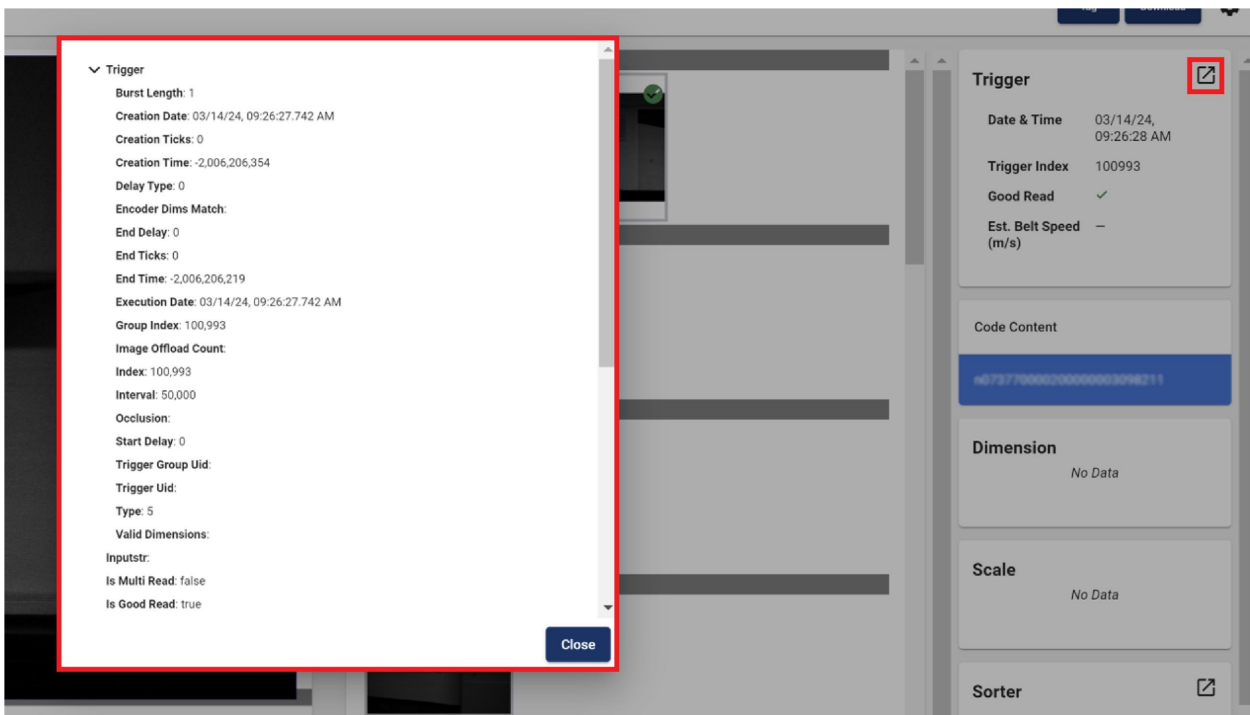 Trigger
Burst Length: 1
Creation Date: 03/14/24, 09:26:27.742 AM
Creation Ticks: 0
Creation Time: -2,006,206,354
Delay Type: 0
Encoder Dims Match:
End Delay: 0
End Ticks: 0
End Time: -2,006,206,219
Execution Date: 03/14/24, 09:26:27.742 AM
Group Index: 100,993
Image Offload Count:
Index: 100,993
Interval: 50,000
Occlusion:
Start Delay: 0
Trigger Group Uid:
Trigger Uid:
Type: 5
Valid Dimensions:
Inputstr:
Is Multi Read: false
Is Good Read: true
Close
Trigger
Date & Time 03/14/24,
09:26:28 AM
Trigger Index 100993
Good Read
Est. Belt Speed –
(m/s)
Code Content
Dimension
No Data
Scale
No Data
Sorter